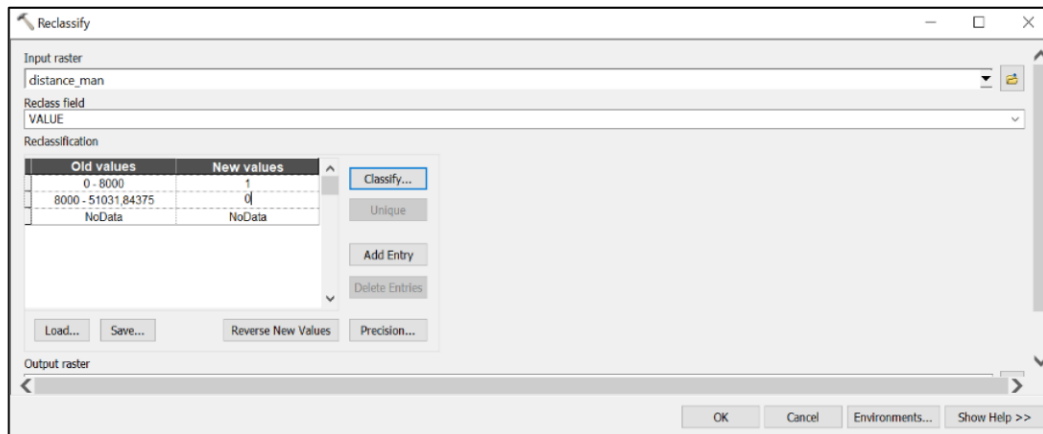 Reclassify
Input raster
distance_man
Reclass field
VALUE
Reclassification
Old values New values
0 - 8000 1
8000 - 51031,84375 0
NoData NoData
Classify...
Unique
Add Entry
Delete Entries
Load... Save... Reverse New Values Precision...
Output raster
OK Cancel Environments... Show Help >>